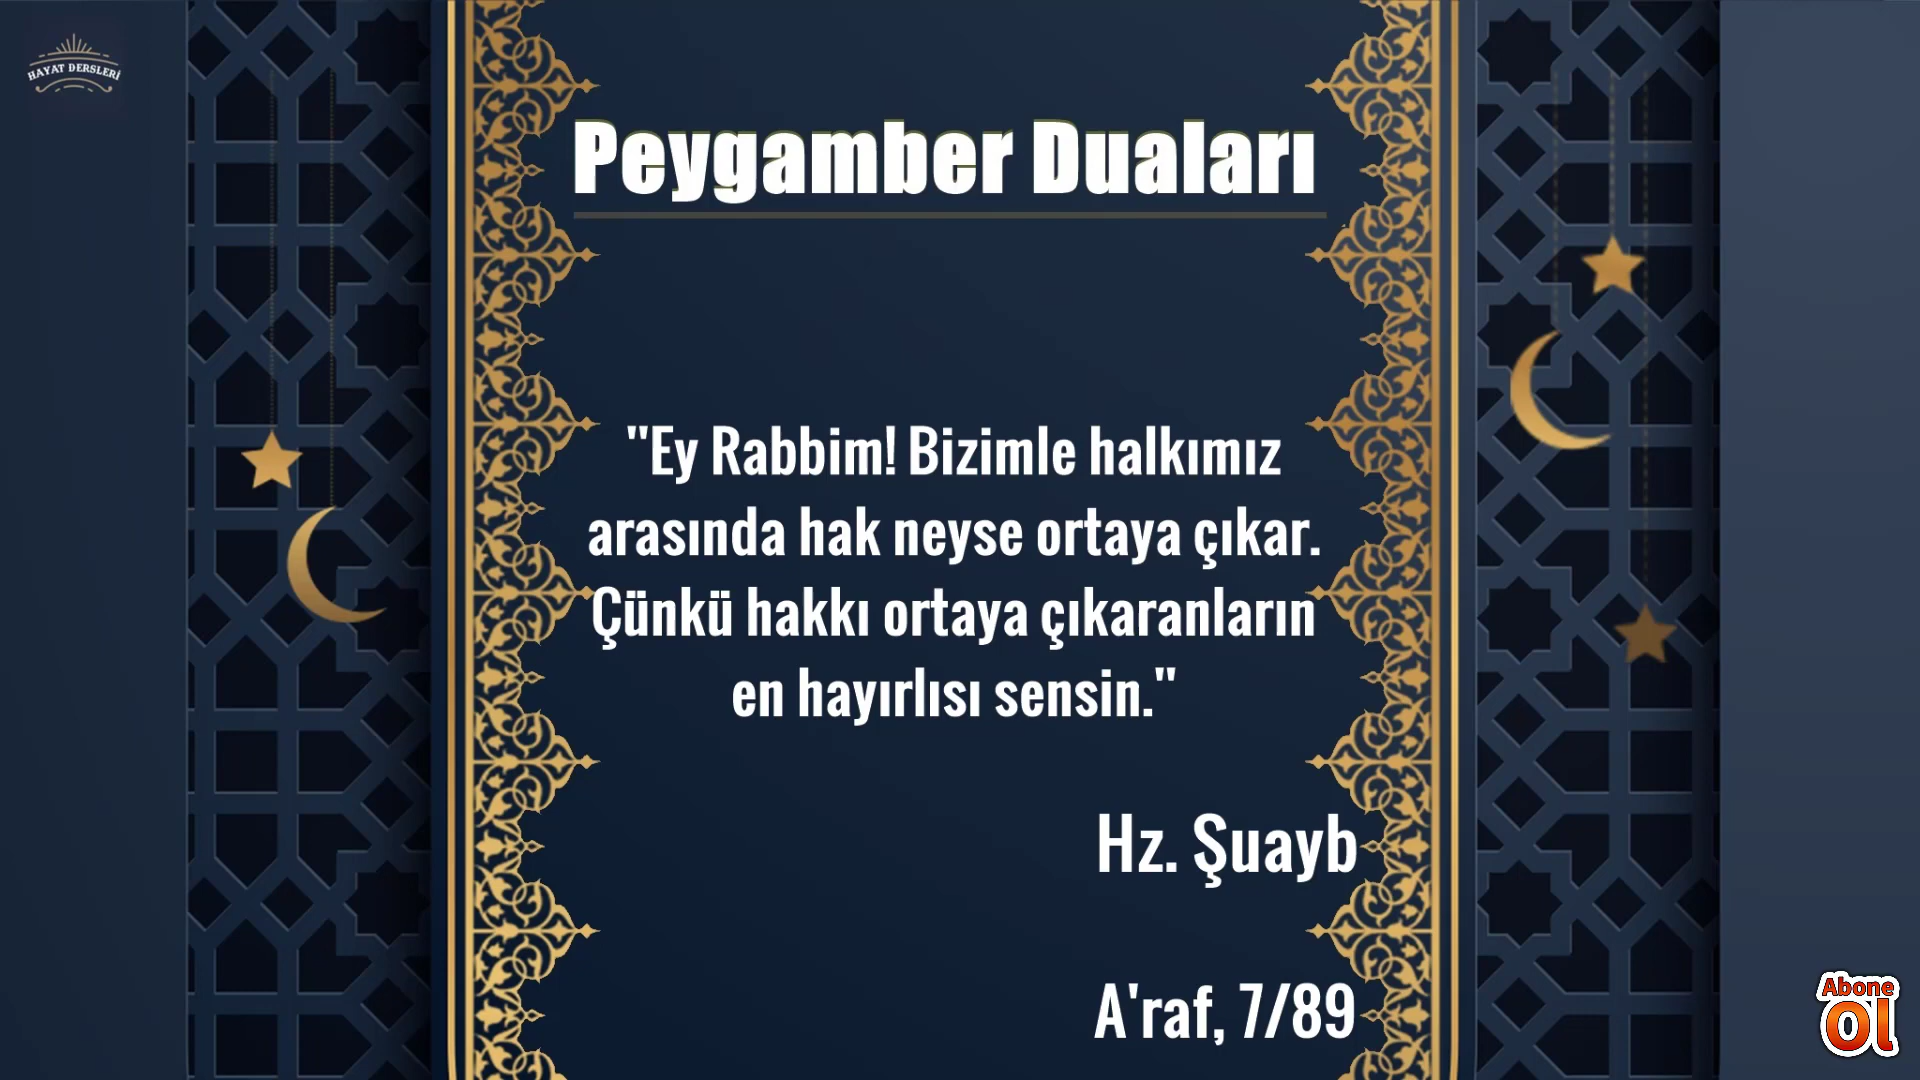 HAYAT DERSLERİ
Peygamber Duaları
"Ey Rabbim! Bizimle halkımız
arasında hak neyse ortaya çıkar.
Çünkü hakkı ortaya çıkaranların
en hayırlısı sensin."
Hz. Şuayb
A'raf, 7/89
Abone
Ol